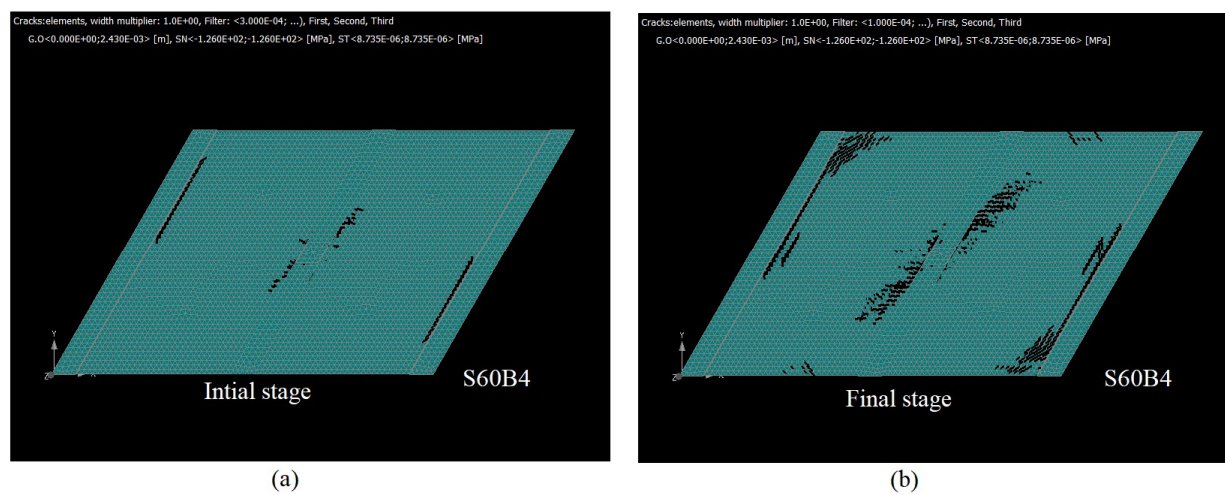 Cracks:elements, width multiplier: 1.0E+00, Filter: <3.000E-04; ...), First, Second, Third
G.O<0.000E+00;2.430E-03> [m], SN<-1.260E+02;-1.260E+02> [MPa], ST<8.735E-06;8.735E-06> [MPa]
Y
Z
X
S60B4
Intial stage
(a)
Cracks:elements, width multiplier: 1.0E+00, Filter: <1.000E-04; ...), First, Second, Third
G.O<0.000E+00;2.430E-03> [m], SN<-1.260E+02;-1.260E+02> [MPa], ST<8.735E-06;8.735E-06> [MPa]
Y
Z
X
S60B4
Final stage
(b)